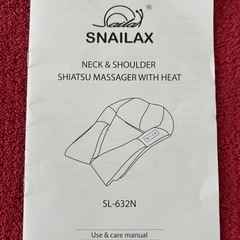 ®
SNAILAX
NECK & SHOULDER
SHIATSU MASSAGER WITH HEAT
SL-632N
Use & care manual